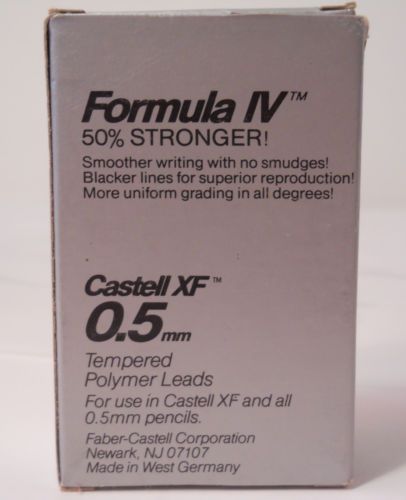 Formula IV™
50% STRONGER!
Smoother writing with no smudges!
Blacker lines for superior reproduction!
More uniform grading in all degrees!
Castell XF™
0.5mm
Tempered
Polymer Leads
For use in Castell XF and all
0.5mm pencils.
Faber-Castell Corporation
Newark, NJ 07107
Made in West Germany